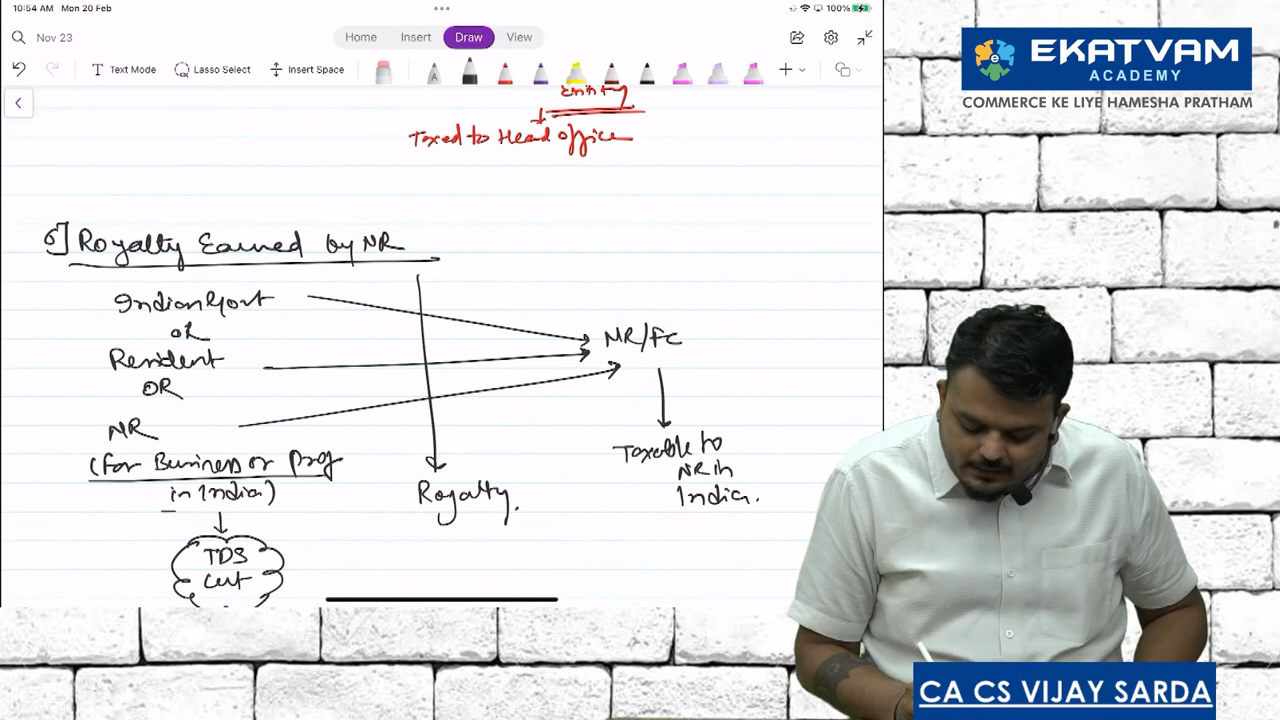 10:54 AM Mon 20 Feb
100%
Nov 23
Home Insert Draw View
Text Mode Lasso Select Insert Space
Entity
Taxed to Head office
5] Royalty Earned by NR
Indian Govt
OR
Resident
OR
NR
(For Business or Prof
in India)
TDS
Cert
Royalty.
NR/FC
Taxable to
NR in
India.
EKATVAM
ACADEMY
COMMERCE KE LIYE HAMESHA PRATHAM
CA CS VIJAY SARDA